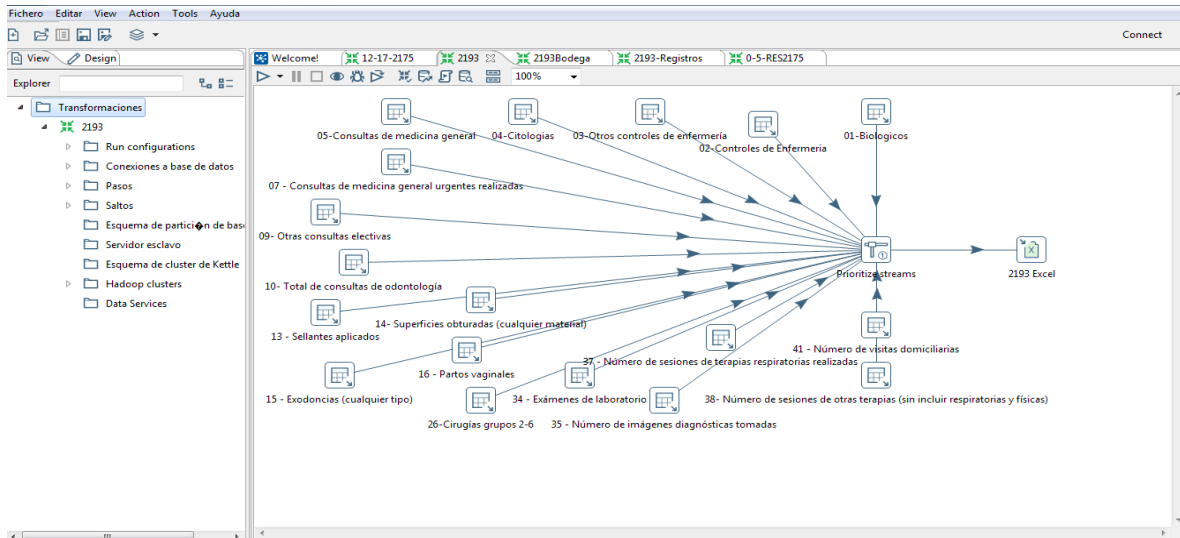 Fichero Editar View Action Tools Ayuda
Connect
View Design
Explorer
Transformaciones
2193
Run configurations
Conexiones a base de datos
Pasos
Saltos
Esquema de partici�n de base
Servidor esclavo
Esquema de cluster de Kettle
Hadoop clusters
Data Services
Welcome! 12-17-2175 2193 2193Bodega 2193-Registros 0-5-RES2175
100%
05-Consultas de medicina general
04-Citologias
03-Otros controles de enfermería
02-Controles de Enfermeria
01-Biologicos
07 - Consultas de medicina general urgentes realizadas
09- Otras consultas electivas
10- Total de consultas de odontología
Prioritize streams
2193 Excel
13 - Sellantes aplicados
14- Superficies obturadas (cualquier material)
41 - Número de visitas domiciliarias
37 - Número de sesiones de terapias respiratorias realizadas
16 - Partos vaginales
15 - Exodoncias (cualquier tipo)
34 - Exámenes de laboratorio
38- Número de sesiones de otras terapias (sin incluir respiratorias y físicas)
26-Cirugías grupos 2-6
35 - Número de imágenes diagnósticas tomadas